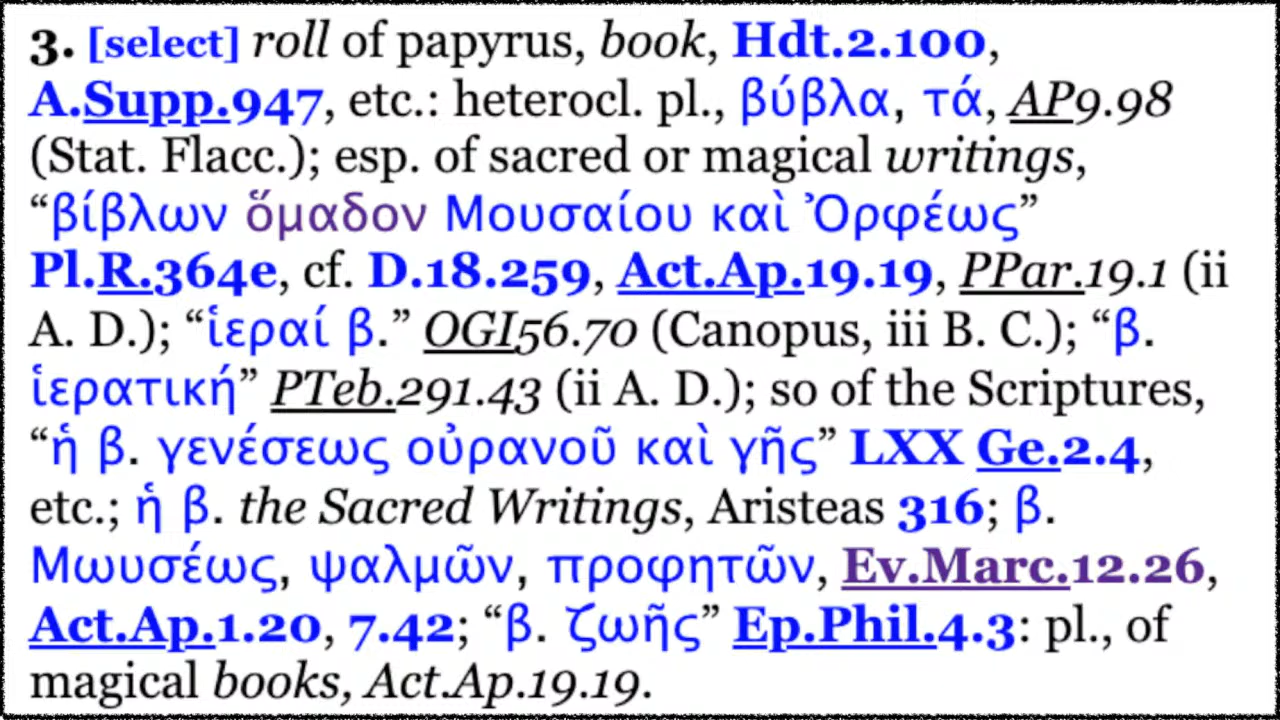 3. [select] roll of papyrus, book, Hdt.2.100,
A.Supp.947, etc.: heterocl. pl., βύβλα, τά, AP9.98
(Stat. Flacc.); esp. of sacred or magical writings,
“βίβλων ὅμαδον Μουσαίου καὶ Ὀρφέως”
Pl.R.364e, cf. D.18.259, Act.Ap.19.19, PPar.19.1 (ii
A. D.); “ἱεραί β.” OGI56.70 (Canopus, iii B. C.); “β.
ἱερατική” PTeb.291.43 (ii A. D.); so of the Scriptures,
“ἡ β. γενέσεως οὐρανοῦ καὶ γῆς” LXX Ge.2.4,
etc.; ἡ β. the Sacred Writings, Aristeas 316; β.
Μωυσέως, ψαλμῶν, προφητῶν, Ev.Marc.12.26,
Act.Ap.1.20, 7.42; “β. ζωῆς” Ep.Phil.4.3: pl., of
magical books, Act.Ap.19.19.